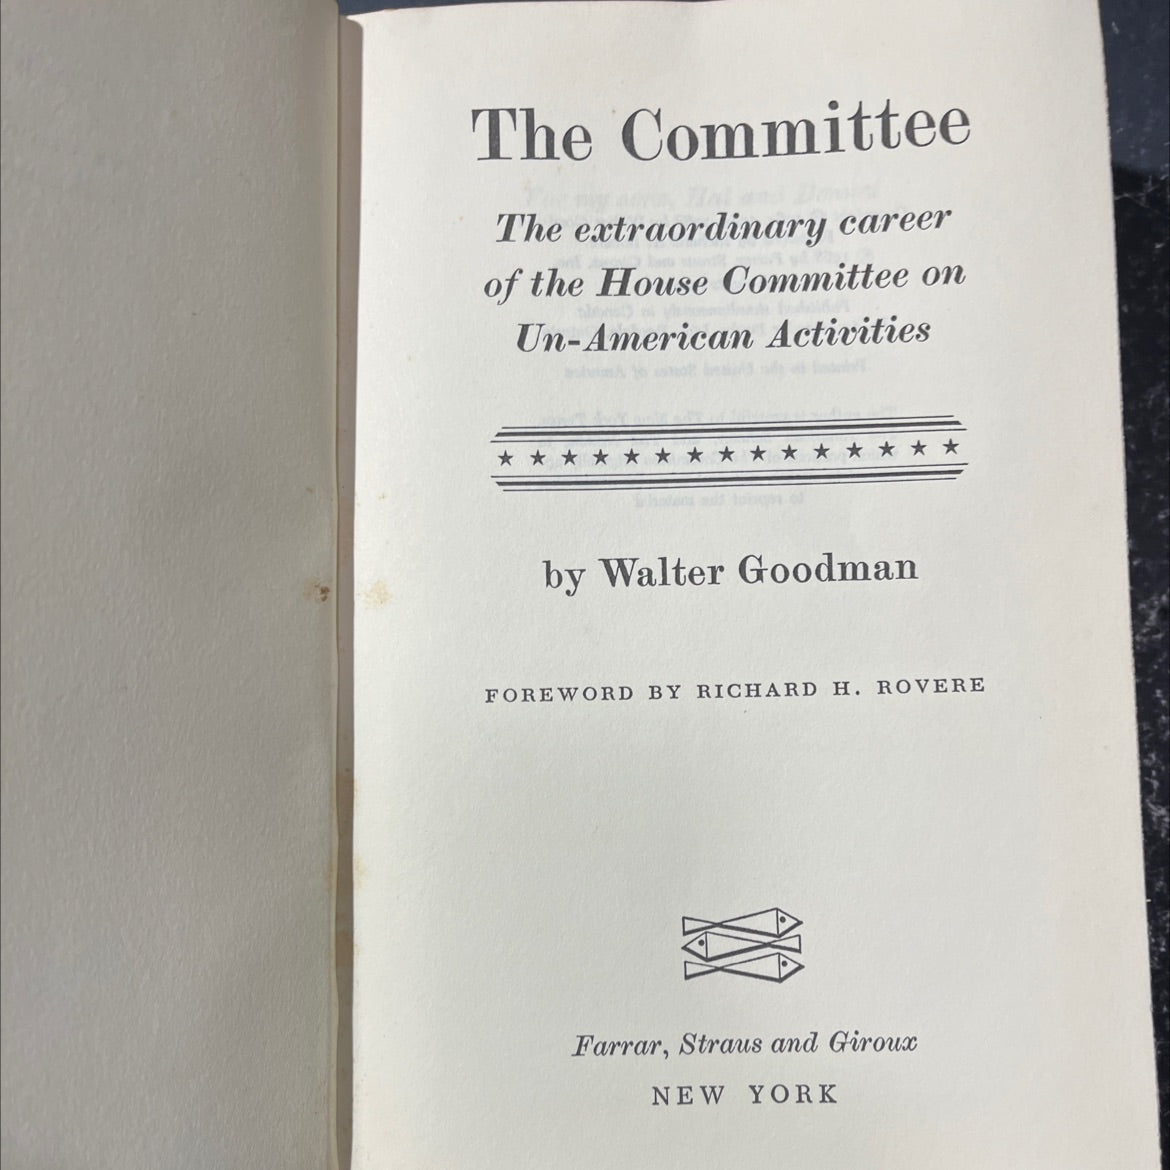 The Committee
The extraordinary career
of the House Committee on
Un-American Activities
★ ★ ★ ★ ★ ★ ★ ★ ★ ★ ★ ★ ★ ★ ★
by Walter Goodman
FOREWORD BY RICHARD H. ROVERE
Farrar, Straus and Giroux
NEW YORK